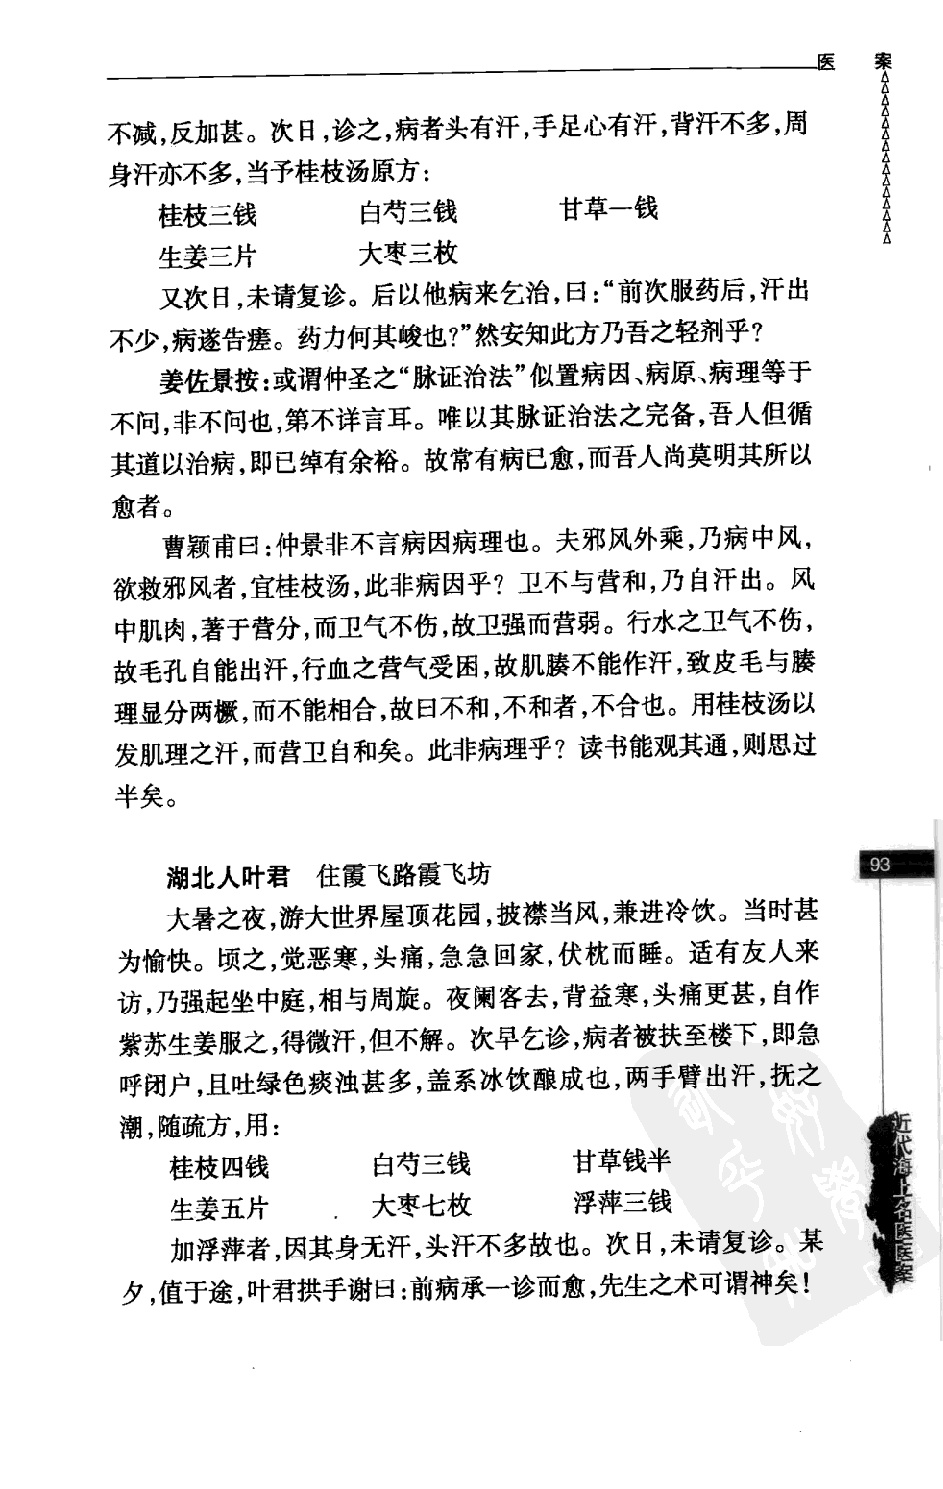 医 案
不减,反加甚。次日,诊之,病者头有汗,手足心有汗,背汗不多,周
身汗亦不多,当予桂枝汤原方:
桂枝三钱 白芍三钱 甘草一钱
生姜三片 大枣三枚
又次日,未请复诊。后以他病来乞治,曰:“前次服药后,汗出
不少,病遂告瘥。药力何其峻也?”然安知此方乃吾之轻剂乎?
姜佐景按:或谓仲圣之“脉证治法”似置病因、病原、病理等于
不问,非不问也,第不详言耳。唯以其脉证治法之完备,吾人但循
其道以治病,即已绰有余裕。故常有病已愈,而吾人尚莫明其所以
愈者。
曹颖甫曰:仲景非不言病因病理也。夫邪风外乘,乃病中风,
欲救邪风者,宜桂枝汤,此非病因乎?卫不与营和,乃自汗出。风
中肌肉,著于营分,而卫气不伤,故卫强而营弱。行水之卫气不伤,
故毛孔自能出汗,行血之营气受困,故肌腠不能作汗,致皮毛与腠
理显分两橛,而不能相合,故曰不和,不和者,不合也。用桂枝汤以
发肌理之汗,而营卫自和矣。此非病理乎?读书能观其通,则思过
半矣。
湖北人叶君 住霞飞路霞飞坊
大暑之夜,游大世界屋顶花园,披襟当风,兼进冷饮。当时甚
为愉快。顷之,觉恶寒,头痛,急急回家,伏枕而睡。适有友人来
访,乃强起坐中庭,相与周旋。夜阑客去,背益寒,头痛更甚,自作
紫苏生姜服之,得微汗,但不解。次早乞诊,病者被扶至楼下,即急
呼闭户,且吐绿色痰浊甚多,盖系冰饮酿成也,两手臂出汗,抚之
潮,随疏方,用:
桂枝四钱 白芍三钱 甘草钱半
生姜五片 大枣七枚 浮萍三钱
加浮萍者,因其身无汗,头汗不多故也。次日,未请复诊。某
夕,值于途,叶君拱手谢曰:前病承一诊而愈,先生之术可谓神矣!
93
近代海上名医医案